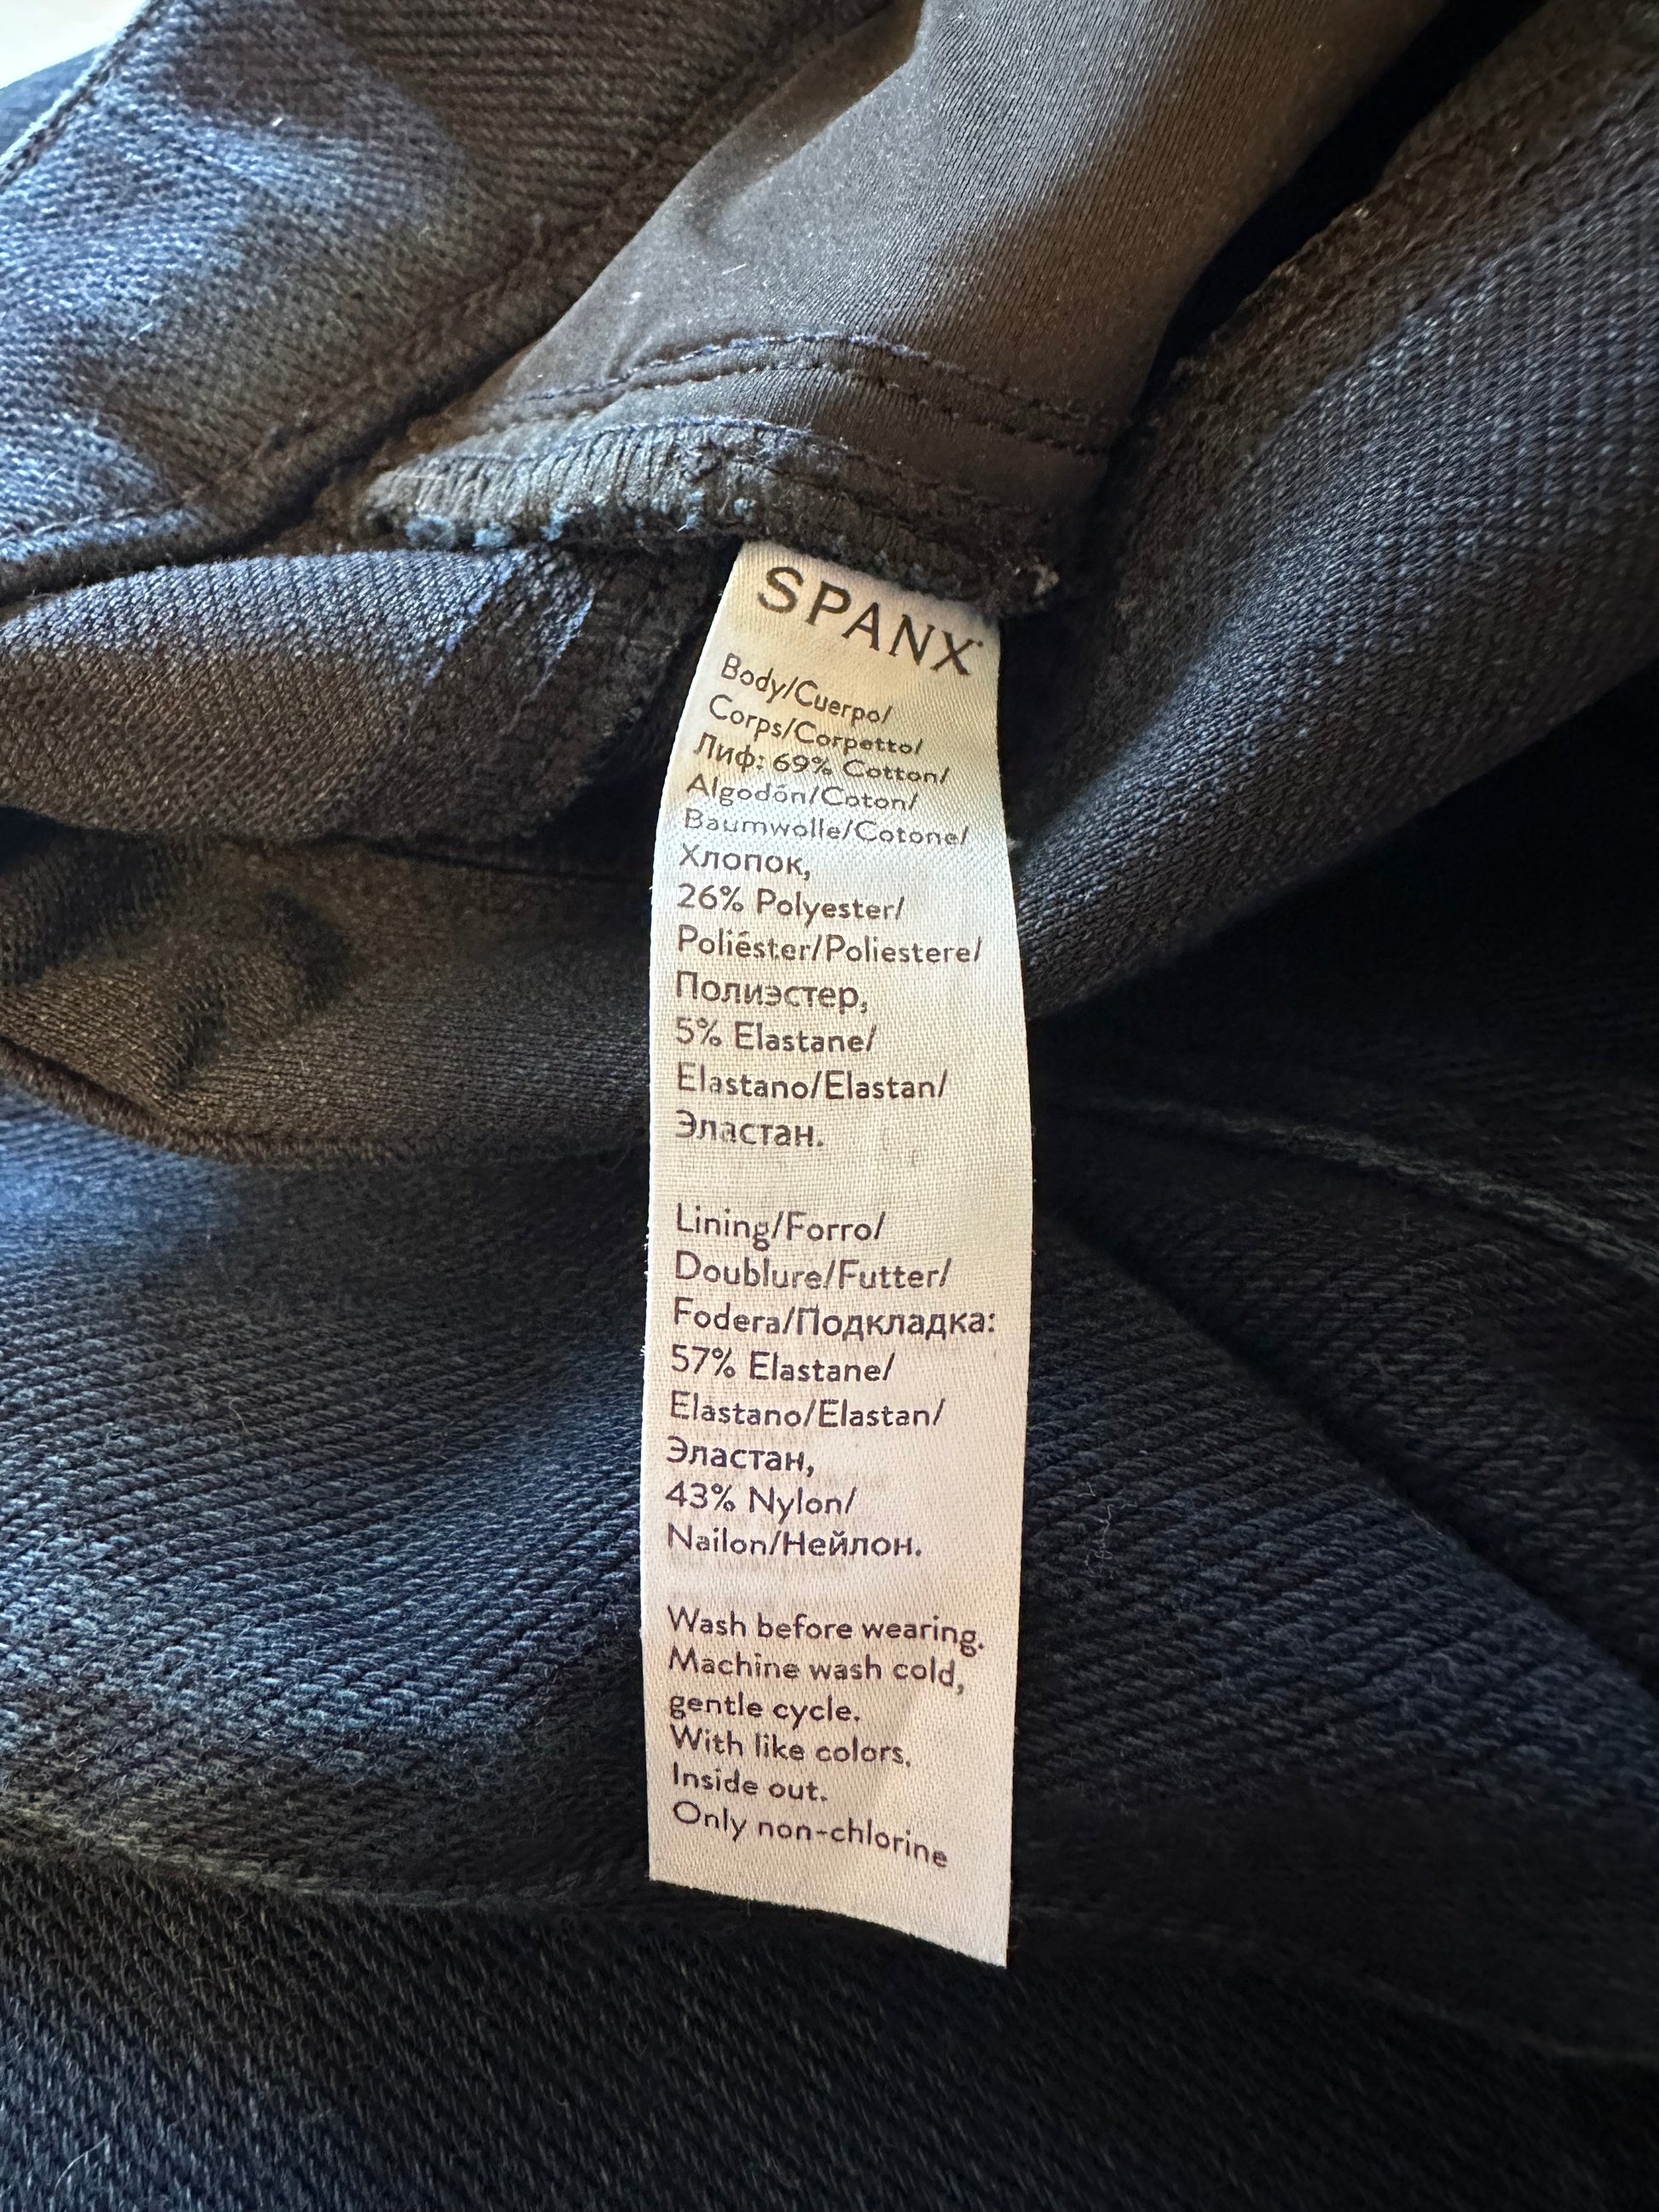 SPANX
Body/Cuerpo/
Corps/Corpetto/
Лиф: 69% Cotton/
Algodón/Coton/
Baumwolle/Cotone/
Хлопок,
26% Polyester/
Poliéster/Poliestere/
Полиэстер,
5% Elastane/
Elastano/Elastan/
Эластан.
Lining/Forro/
Doublure/Futter/
Fodera/Подкладка:
57% Elastane/
Elastano/Elastan/
Эластан,
43% Nylon/
Nailon/Нейлон.
Wash before wearing.
Machine wash cold,
gentle cycle.
With like colors.
Inside out.
Only non-chlorine